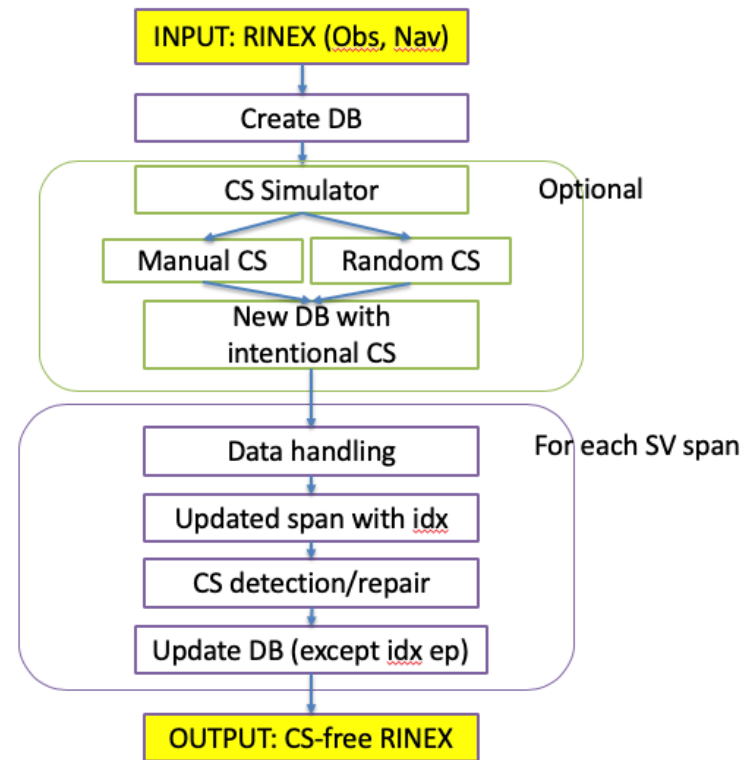 INPUT: RINEX (Obs, Nav)
Create DB
CS Simulator
Optional
Manual CS
Random CS
New DB with
intentional CS
Data handling
For each SV span
Updated span with idx
CS detection/repair
Update DB (except idx ep)
OUTPUT: CS-free RINEX